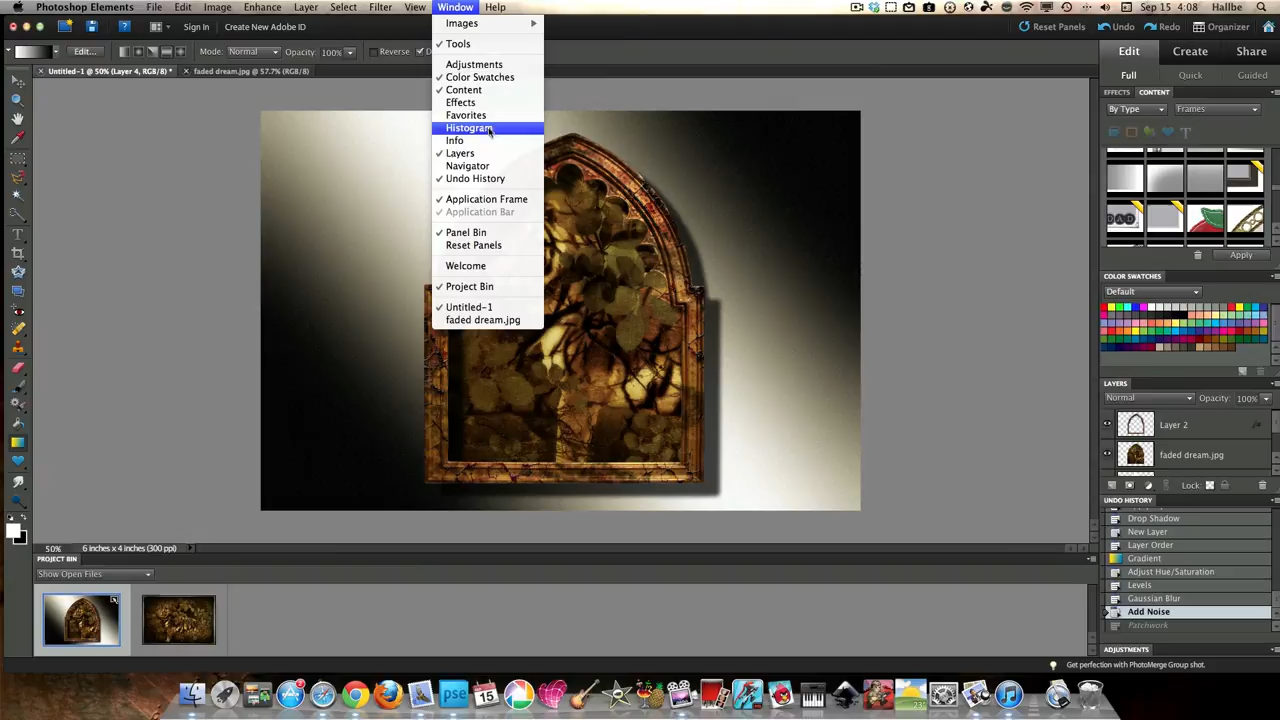 Photoshop Elements File Edit Image Enhance Layer Select Filter View Window Help
Sep 15 4:08 Hallbe
Sign In Create New Adobe ID
Reset Panels Undo Redo Organizer
Edit... Mode: Normal Opacity: 100% Reverse
Edit Create Share
Untitled-1 @ 50% (Layer 4, RGB/8) * faded dream.jpg @ 57.7% (RGB/8)
Full Quick Guided
Images
Tools
Adjustments
Color Swatches
Content
Effects
Favorites
Histogram
Info
Layers
Navigator
Undo History
Application Frame
Application Bar
Panel Bin
Reset Panels
Welcome
Project Bin
Untitled-1
faded dream.jpg
EFFECTS CONTENT
By Type Frames
DAD
Apply
COLOR SWATCHES
Default
LAYERS
Normal Opacity: 100%
Layer 2
faded dream.jpg
Lock:
UNDO HISTORY
Drop Shadow
New Layer
Layer Order
Gradient
Adjust Hue/Saturation
Levels
Gaussian Blur
Add Noise
Patchwork
ADJUSTMENTS
50% 6 inches x 4 inches (300 ppi)
PROJECT BIN
Show Open Files
Get perfection with PhotoMerge Group shot.
pse
15
23°